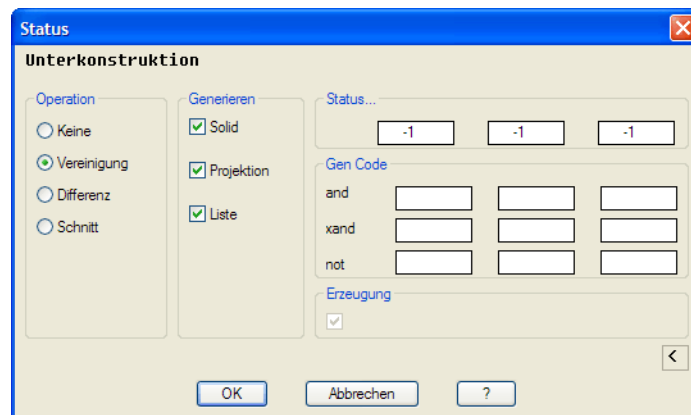 Status
Unterkonstruktion
Operation
Keine
Vereinigung
Differenz
Schnitt
Generieren
Solid
Projektion
Liste
Status...
-1 -1 -1
Gen Code
and
xand
not
Erzeugung
<
OK Abbrechen ?